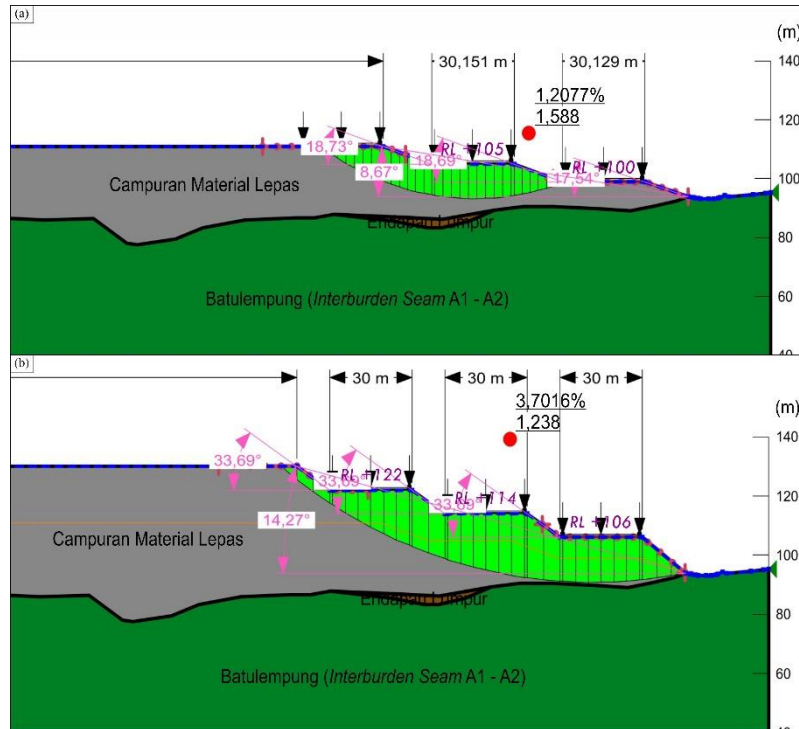 (a)
(m)
140
30,151 m
30,129 m
1,2077%
1,588
120
18,73°
RL +105
18,69°
8,67°
RL +100
17,54°
100
Campuran Material Lepas
Endapan Lumpur
80
Batulempung (Interburden Seam A1 - A2)
60
40
(b)
30 m
30 m
30 m
3,7016%
1,238
(m)
140
33,69°
RL +122
33,69°
RL +114
33,69°
14,27°
120
RL +106
Campuran Material Lepas
100
Endapan Lumpur
80
Batulempung (Interburden Seam A1 - A2)
60
40